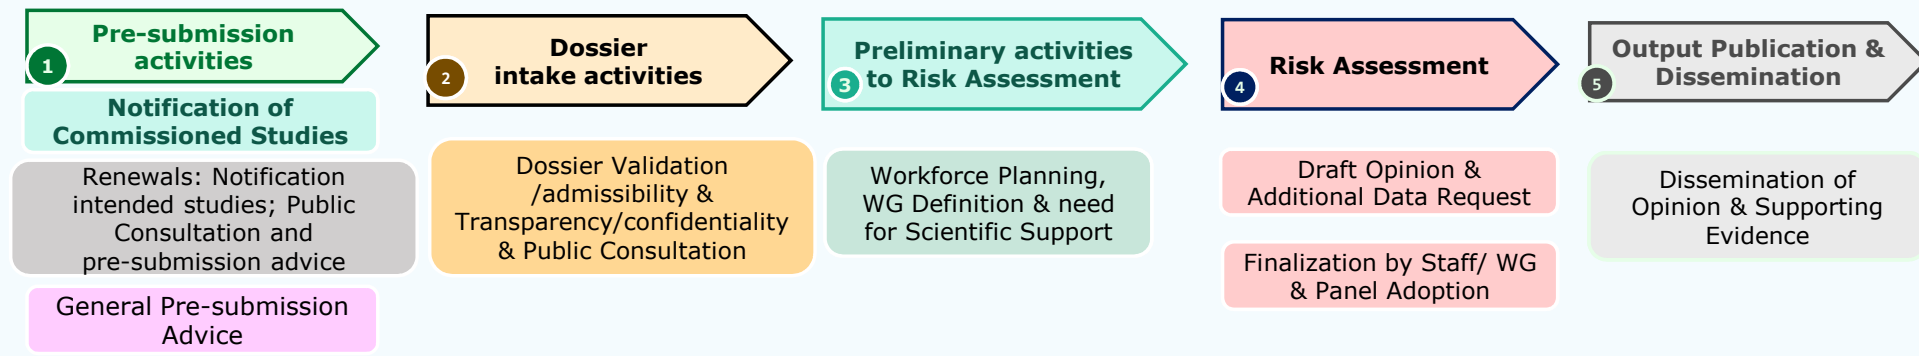 Pre-submission
activities
1
Notification of
Commissioned Studies
Renewals: Notification
intended studies; Public
Consultation and
pre-submission advice
General Pre-submission
Advice
Dossier
intake activities
2
Dossier Validation
/admissibility &
Transparency/confidentiality
& Public Consultation
Preliminary activities
to Risk Assessment
3
Workforce Planning,
WG Definition & need
for Scientific Support
Risk Assessment
4
Draft Opinion &
Additional Data Request
Finalization by Staff/ WG
& Panel Adoption
Output Publication &
Dissemination
5
Dissemination of
Opinion & Supporting
Evidence